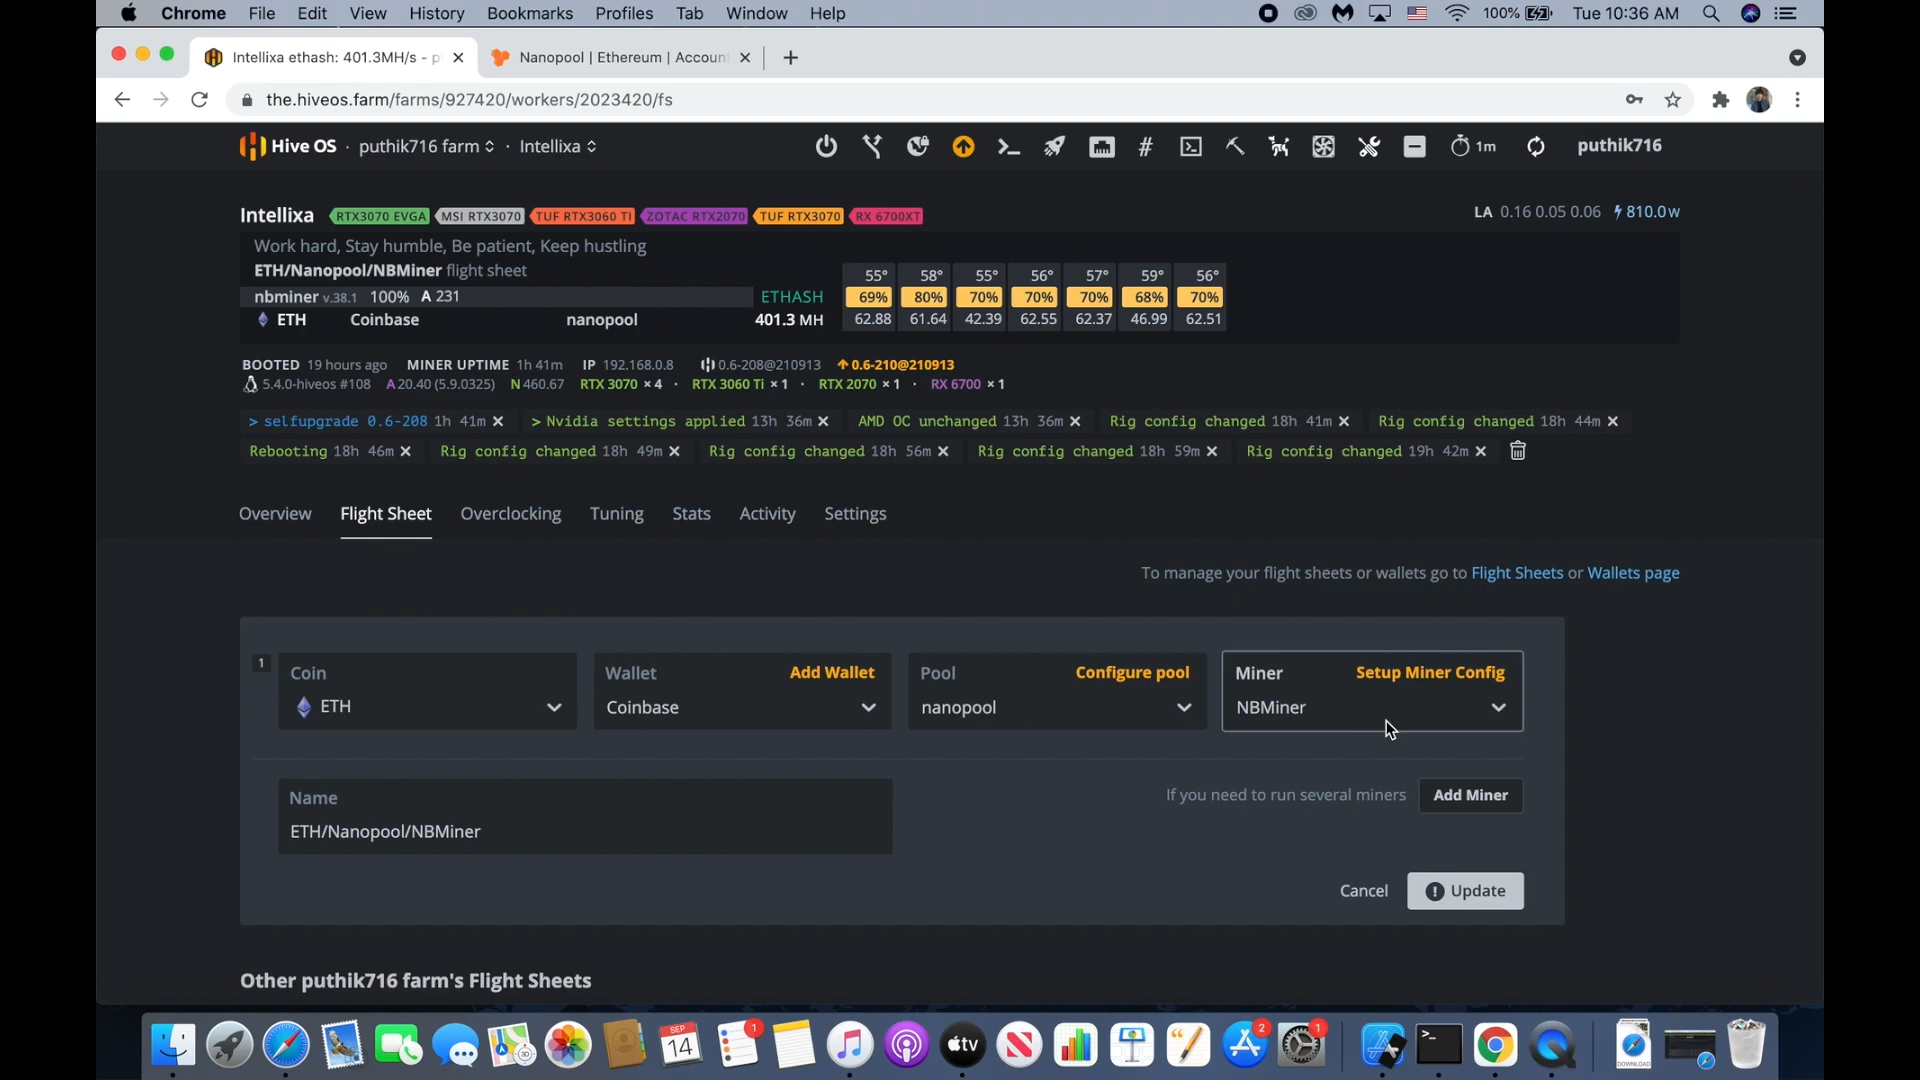 Chrome File Edit View History Bookmarks Profiles Tab Window Help 100% Tue 10:36 AM
Intellixa ethash: 401.3MH/s - p Nanopool | Ethereum | Accoun
the.hiveos.farm/farms/927420/workers/2023420/fs
Hive OS · puthik716 farm · Intellixa 1m puthik716
Intellixa RTX3070 EVGA MSI RTX3070 TUF RTX3060 TI ZOTAC RTX2070 TUF RTX3070 RX 6700XT LA 0.16 0.05 0.06 810.0w
Work hard, Stay humble, Be patient, Keep hustling
ETH/Nanopool/NBMiner flight sheet 55° 58° 55° 56° 57° 59° 56°
nbminer v.38.1 100% A 231 ETHASH 69% 80% 70% 70% 70% 68% 70%
ETH Coinbase nanopool 401.3 MH 62.88 61.64 42.39 62.55 62.37 46.99 62.51
BOOTED 19 hours ago MINER UPTIME 1h 41m IP 192.168.0.8 0.6-208@210913 0.6-210@210913
5.4.0-hiveos #108 A 20.40 (5.9.0325) N 460.67 RTX 3070 × 4 · RTX 3060 Ti × 1 · RTX 2070 × 1 · RX 6700 × 1
> selfupgrade 0.6-208 1h 41m > Nvidia settings applied 13h 36m AMD OC unchanged 13h 36m Rig config changed 18h 41m Rig config changed 18h 44m
Rebooting 18h 46m Rig config changed 18h 49m Rig config changed 18h 56m Rig config changed 18h 59m Rig config changed 19h 42m
Overview Flight Sheet Overclocking Tuning Stats Activity Settings
To manage your flight sheets or wallets go to Flight Sheets or Wallets page
1 Coin Wallet Add Wallet Pool Configure pool Miner Setup Miner Config
ETH Coinbase nanopool NBMiner
Name If you need to run several miners Add Miner
ETH/Nanopool/NBMiner
Cancel Update
Other puthik716 farm's Flight Sheets
SEP 14 1 tv 2 1
DOWNLOAD